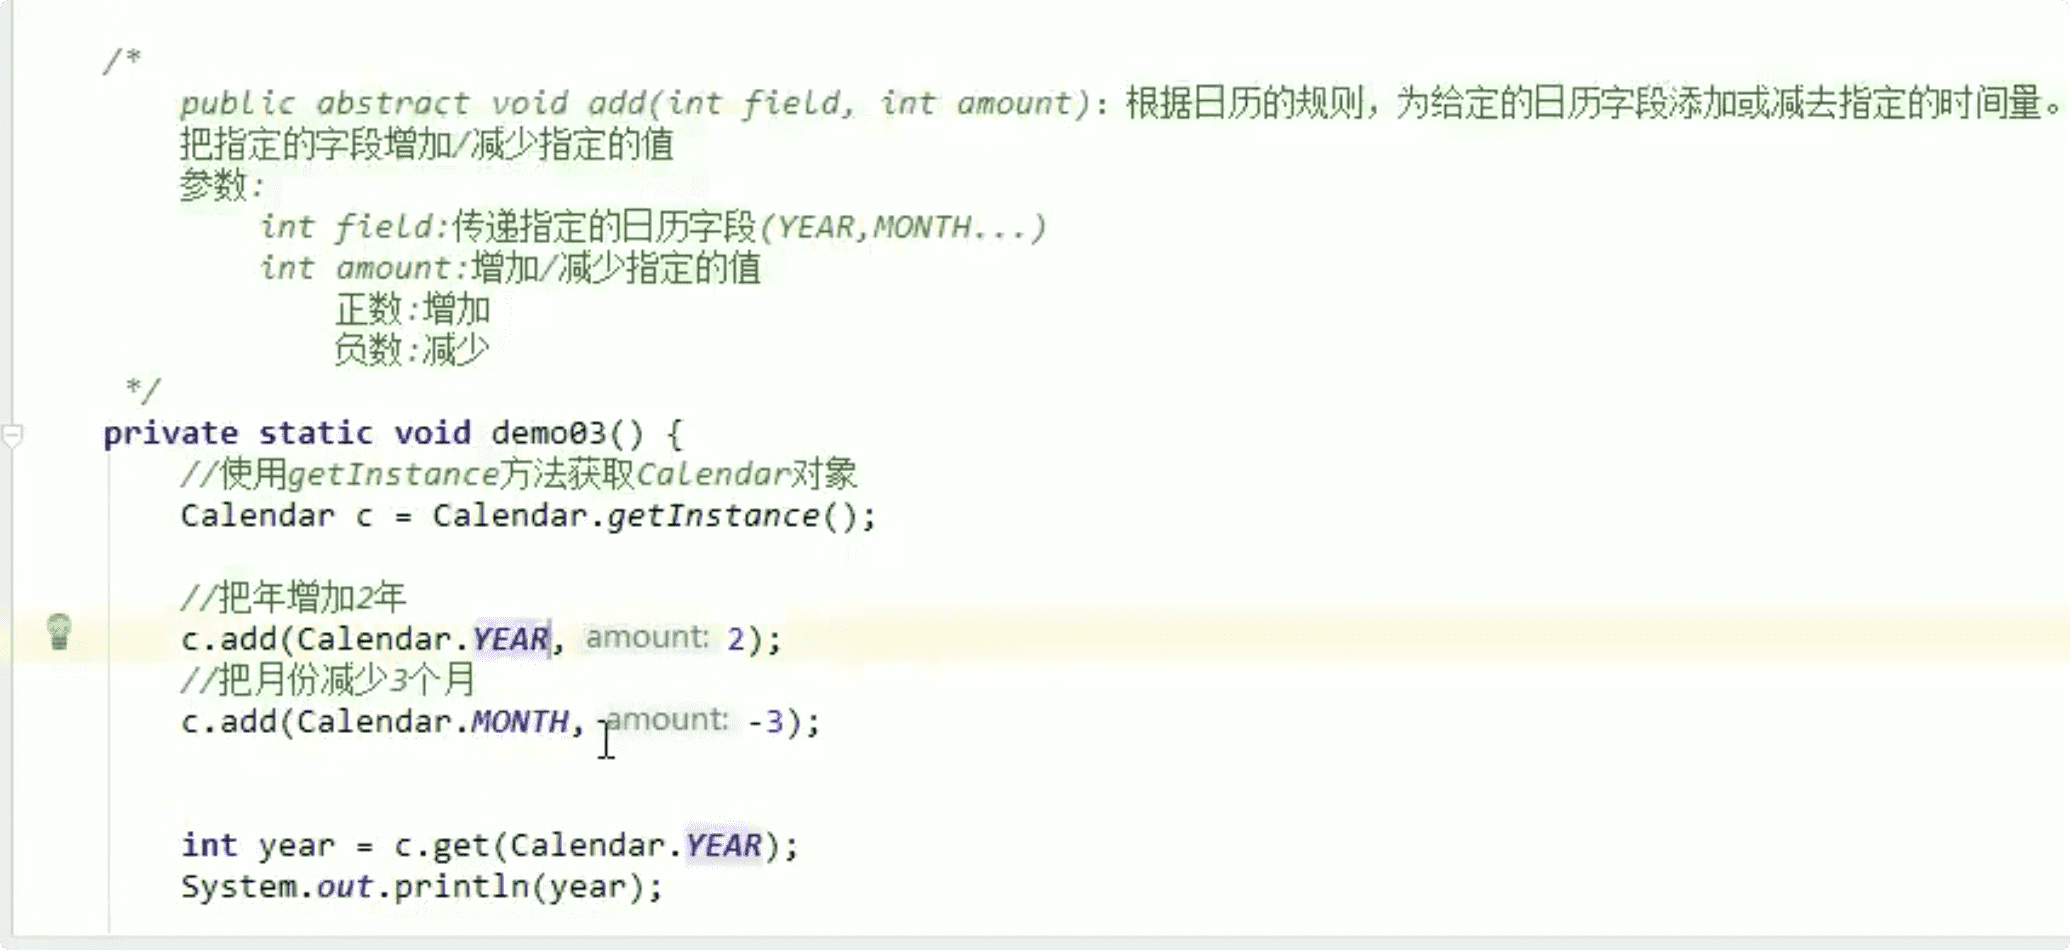 /*
public abstract void add(int field, int amount)：根据日历的规则，为给定的日历字段添加或减去指定的时间量。
把指定的字段增加/减少指定的值
参数:
int field:传递指定的日历字段(YEAR,MONTH...)
int amount:增加/减少指定的值
正数:增加
负数:减少
*/
private static void demo03() {
//使用getInstance方法获取Calendar对象
Calendar c = Calendar.getInstance();
//把年增加2年
c.add(Calendar.YEAR, amount: 2);
//把月份减少3个月
c.add(Calendar.MONTH, amount: -3);
int year = c.get(Calendar.YEAR);
System.out.println(year);